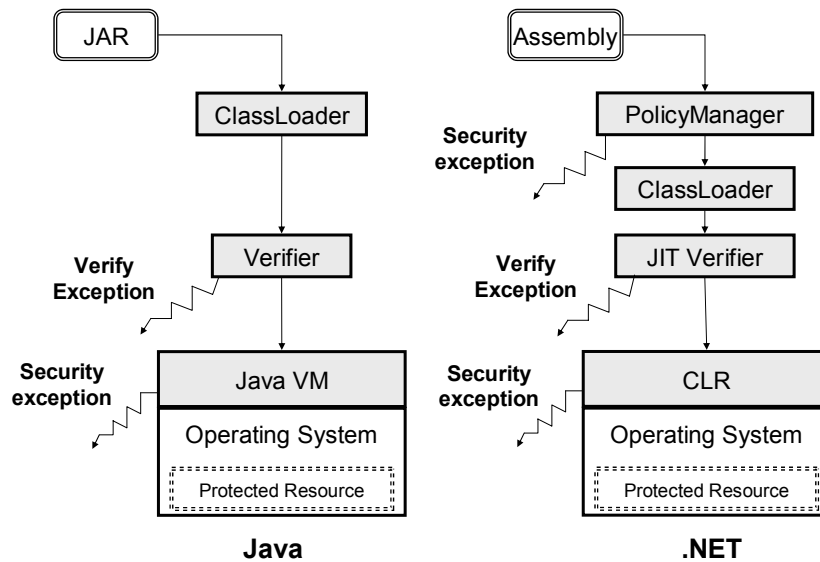 JAR
ClassLoader
Verifier
Verify
Exception
Security
exception
Java VM
Operating System
Protected Resource
Java
Assembly
PolicyManager
Security
exception
ClassLoader
JIT Verifier
Verify
Exception
Security
exception
CLR
Operating System
Protected Resource
.NET